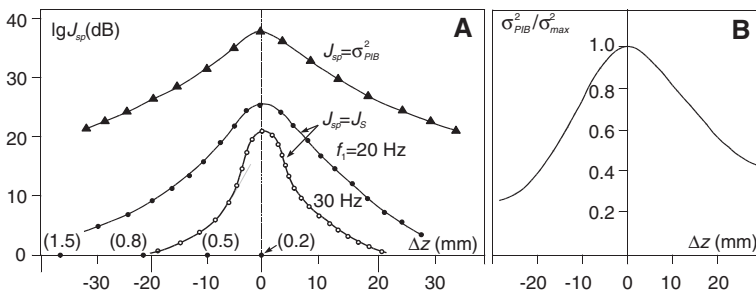 40
lgJsp(dB)
A
Jsp=σ²PIB
30
20
Jsp=JS
f1=20 Hz
10
30 Hz
(1.5) (0.8) (0.5) (0.2) Δz (mm)
0
-30 -20 -10 0 10 20 30
σ²PIB/σ²max
B
1.0
0.8
0.6
0.4
0.2
Δz (mm)
-20 -10 0 10 20